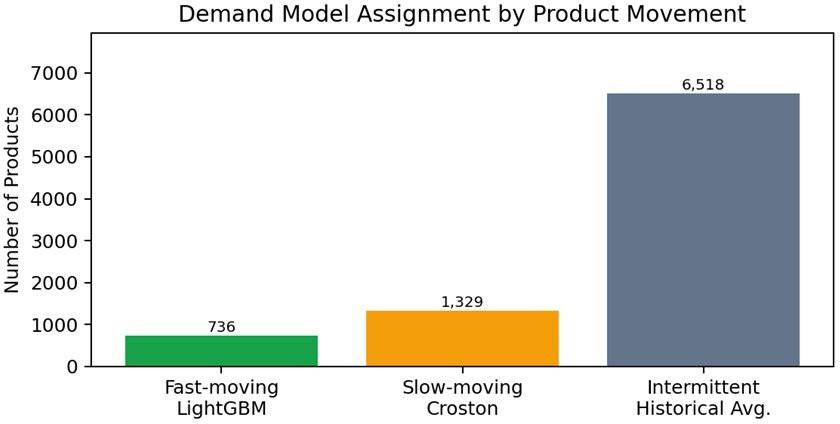 Demand Model Assignment by Product Movement
Number of Products
7000
6000
5000
4000
3000
2000
1000
0
736
1,329
6,518
Fast-moving
LightGBM
Slow-moving
Croston
Intermittent
Historical Avg.